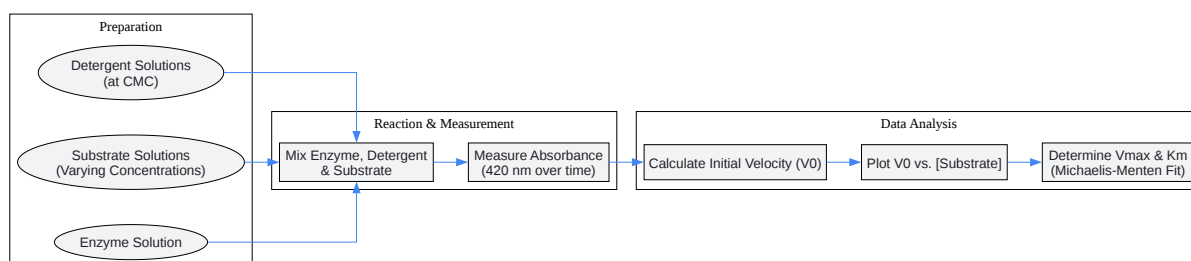 Preparation
Detergent Solutions
(at CMC)
Substrate Solutions
(Varying Concentrations)
Enzyme Solution
Reaction & Measurement
Mix Enzyme, Detergent
& Substrate
Measure Absorbance
(420 nm over time)
Data Analysis
Calculate Initial Velocity (V0)
Plot V0 vs. [Substrate]
Determine Vmax & Km
(Michaelis-Menten Fit)